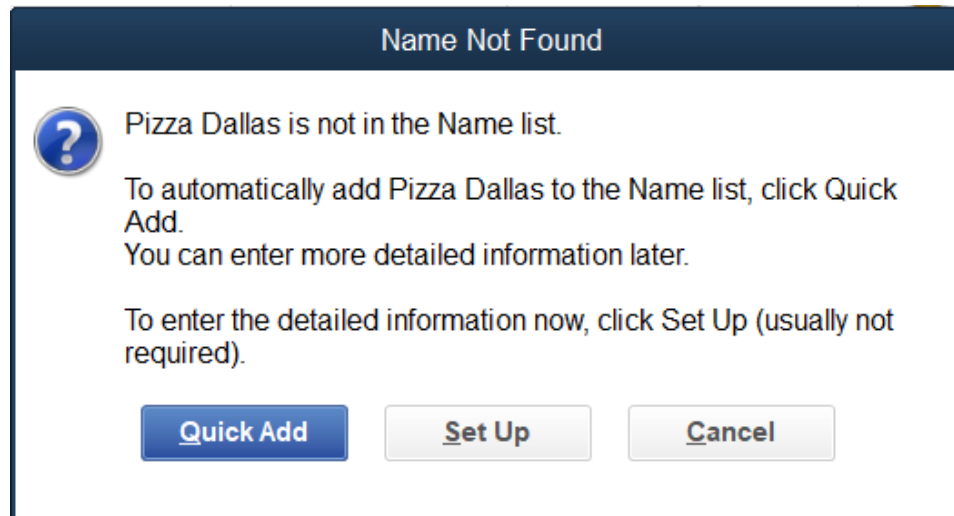 Name Not Found
Pizza Dallas is not in the Name list.
To automatically add Pizza Dallas to the Name list, click Quick
Add.
You can enter more detailed information later.
To enter the detailed information now, click Set Up (usually not
required).
Quick Add Set Up Cancel